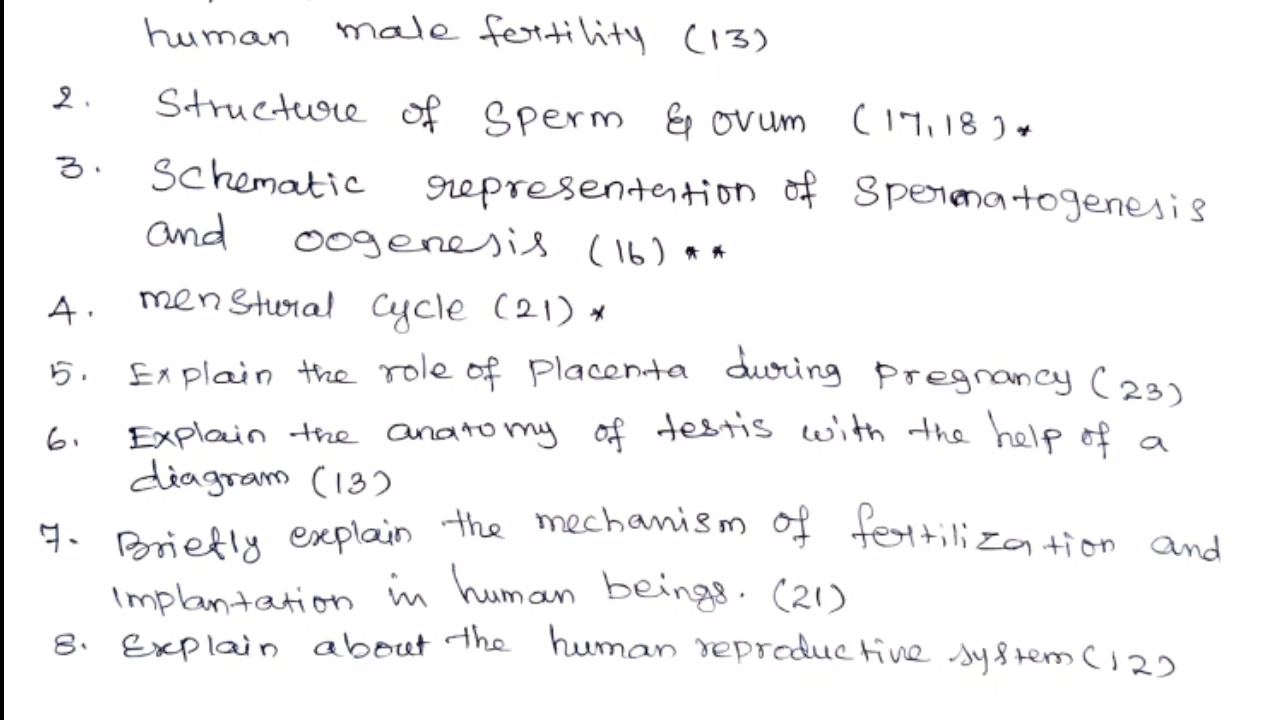 human male fertility (13)
2. Structure of Sperm & ovum (17,18) *
3. Schematic representation of Spermatogenesis
and oogenesis (16) * *
4. menstural cycle (21) *
5. Explain the role of placenta during pregnancy (23)
6. Explain the anatomy of testis with the help of a
diagram (13)
7. Briefly explain the mechanism of fertilization and
implantation in human beings. (21)
8. Explain about the human reproductive system (12)